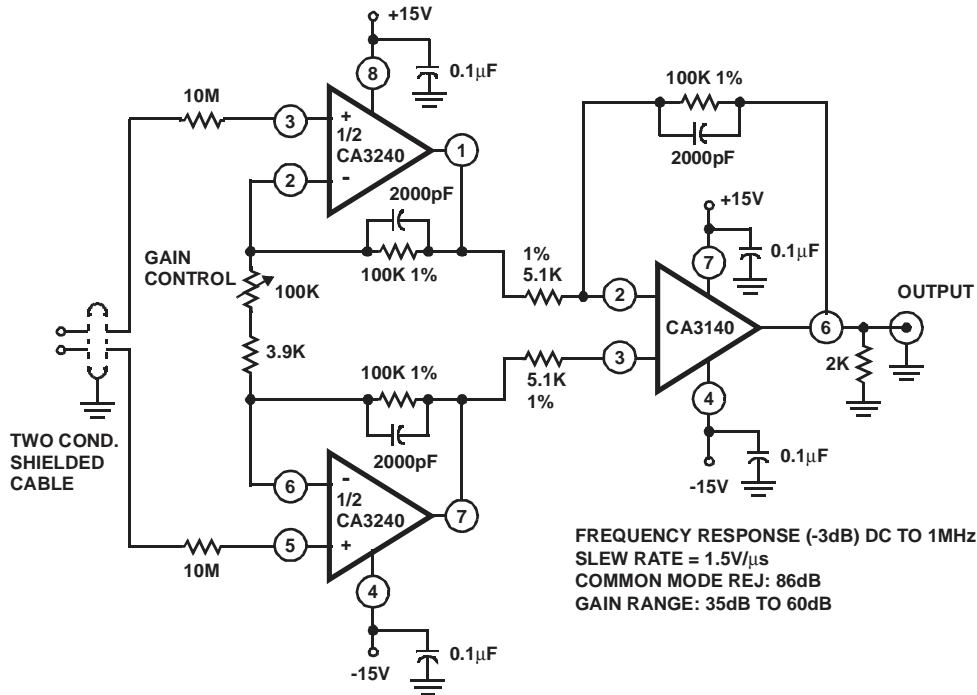 +15V
8
0.1μF
10M
3
+
1/2
CA3240
1
2
-
2000pF
100K 1%
GAIN
CONTROL
100K
3.9K
100K 1%
2000pF
TWO COND.
SHIELDED
CABLE
6
-
1/2
CA3240
7
5
+
10M
4
-15V
0.1μF
100K 1%
2000pF
+15V
7
0.1μF
1%
5.1K
2
CA3140
3
5.1K
1%
6
OUTPUT
2K
4
-15V
0.1μF
FREQUENCY RESPONSE (-3dB) DC TO 1MHz
SLEW RATE = 1.5V/μs
COMMON MODE REJ: 86dB
GAIN RANGE: 35dB TO 60dB